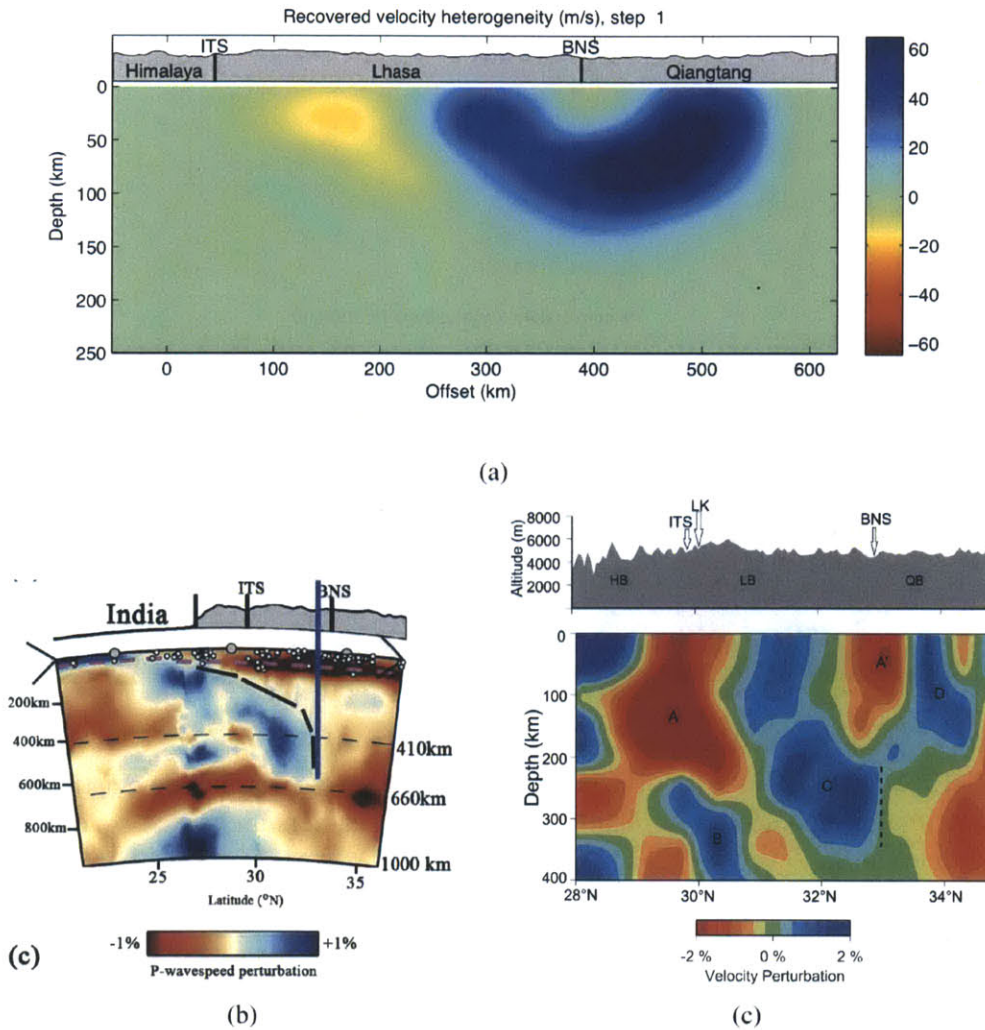 Recovered velocity heterogeneity (m/s), step 1
ITS BNS
Himalaya Lhasa Qiangtang
0
50
100
150
200
250
Depth (km)
0 100 200 300 400 500 600
Offset (km)
60
40
20
0
−20
−40
−60
(a)
ITS BNS
India
200km
400km
600km
800km
410km
660km
1000 km
25 30 35
Latitude (°N)
-1% +1%
P-wavespeed perturbation
(c)
(b)
LK
ITS BNS
8000
6000
4000
2000
Altitude (m)
HB LB QB
0
100
200
300
400
Depth (km)
A A' D
C
B
28°N 30°N 32°N 34°N
-2 % 0 % 2 %
Velocity Perturbation
(c)